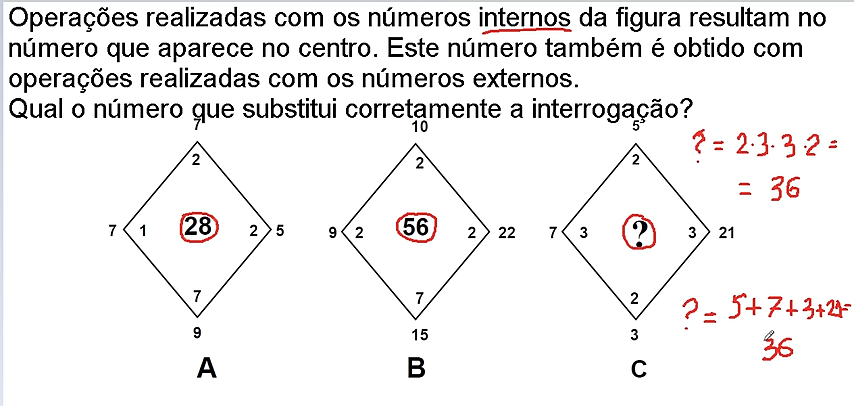 Operações realizadas com os números internos da figura resultam no
número que aparece no centro. Este número também é obtido com
operações realizadas com os números externos.
Qual o número que substitui corretamente a interrogação?
7 10 5
2 2 2
? = 2·3·3·2 =
= 36
7 1 28 2 5 9 2 56 2 22 7 3 ? 3 21
7 7 2
9 15 3
? = 5+7+3+21=
36
A B C